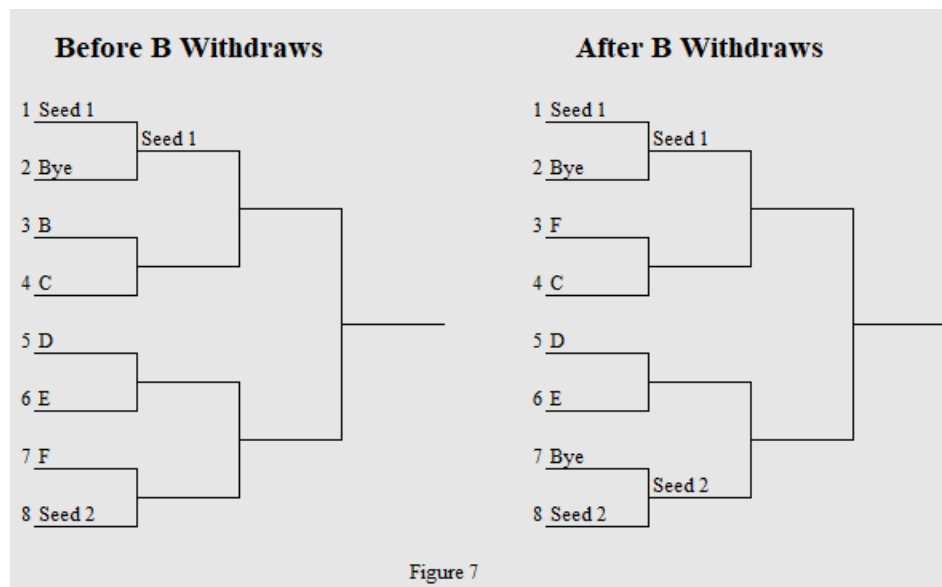 Before B Withdraws
1 Seed 1
Seed 1
2 Bye
3 B
4 C
5 D
6 E
7 F
8 Seed 2
After B Withdraws
1 Seed 1
Seed 1
2 Bye
3 F
4 C
5 D
6 E
7 Bye
Seed 2
8 Seed 2
Figure 7